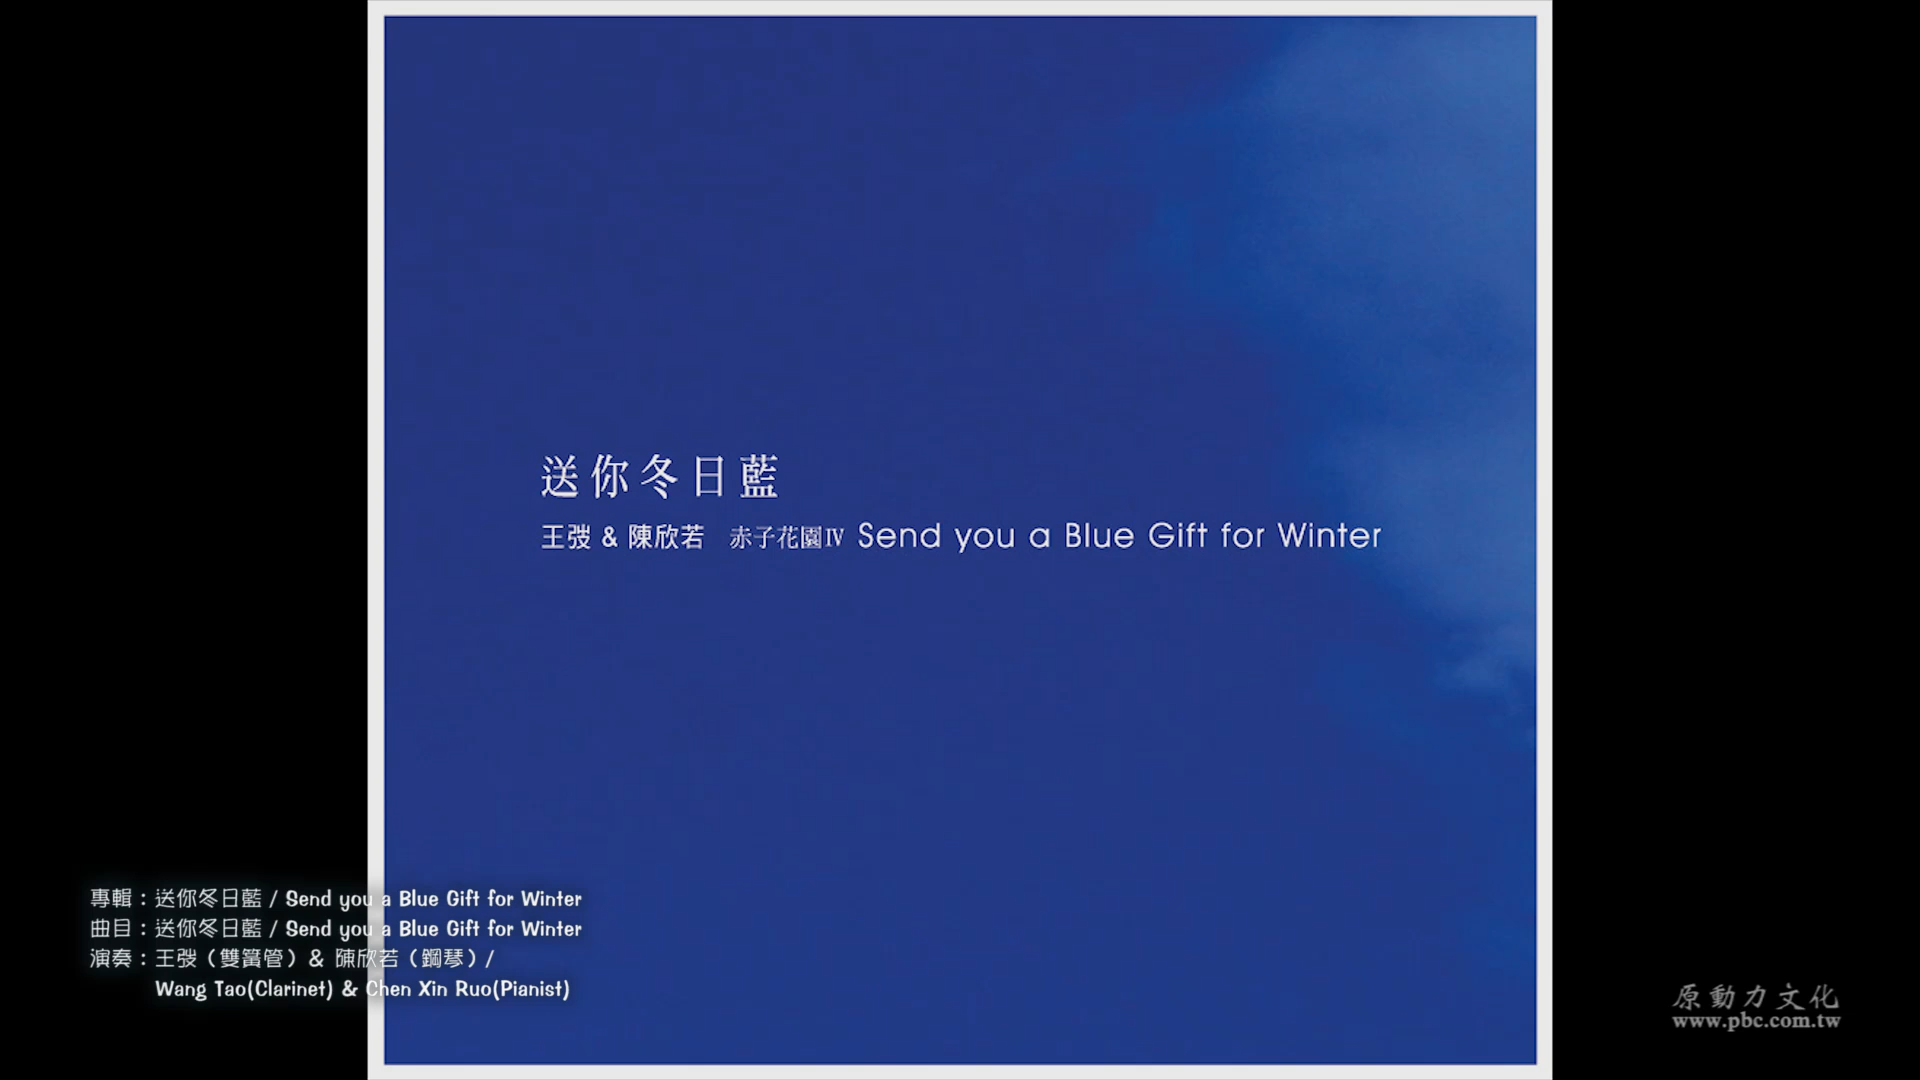 送你冬日藍
王弢 & 陳欣若 赤子花園Ⅳ Send you a Blue Gift for Winter
專輯：送你冬日藍 / Send you a Blue Gift for Winter
曲目：送你冬日藍 / Send you a Blue Gift for Winter
演奏：王弢（雙簧管）& 陳欣若（鋼琴）/
Wang Tao(Clarinet) & Chen Xin Ruo(Pianist)
原動力文化
www.pbc.com.tw